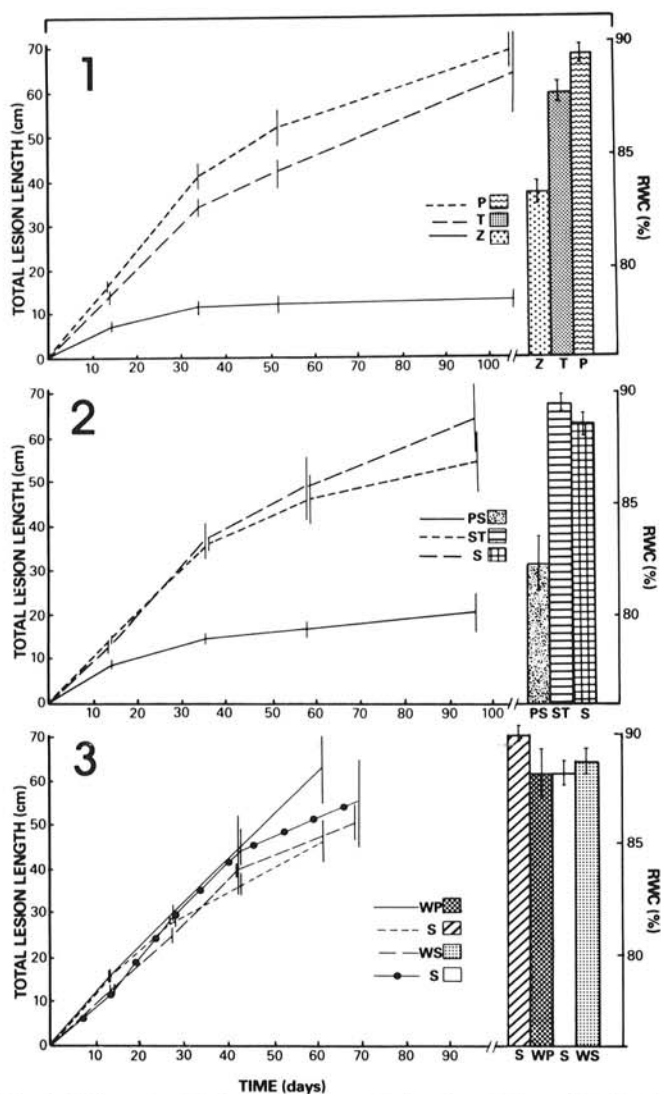 1
TOTAL LESION LENGTH (cm)
70
60
50
40
30
20
10
0
10 20 30 40 50 60 70 80 90 100
P
T
Z
90
85
80
RWC (%)
Z T P
2
TOTAL LESION LENGTH (cm)
70
60
50
40
30
20
10
0
10 20 30 40 50 60 70 80 90 100
PS
ST
S
90
85
80
RWC (%)
PS ST S
3
TOTAL LESION LENGTH (cm)
70
60
50
40
30
20
10
0
10 20 30 40 50 60 70 80 90
WP
S
WS
S
90
85
80
RWC (%)
S WP S WS
TIME (days)